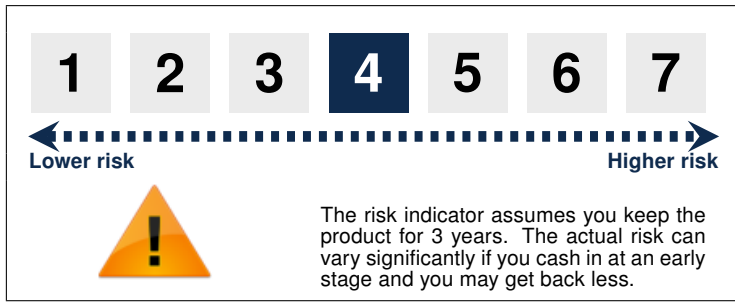 1 2 3 4 5 6 7
Lower risk Higher risk
!
The risk indicator assumes you keep the
product for 3 years. The actual risk can
vary significantly if you cash in at an early
stage and you may get back less.